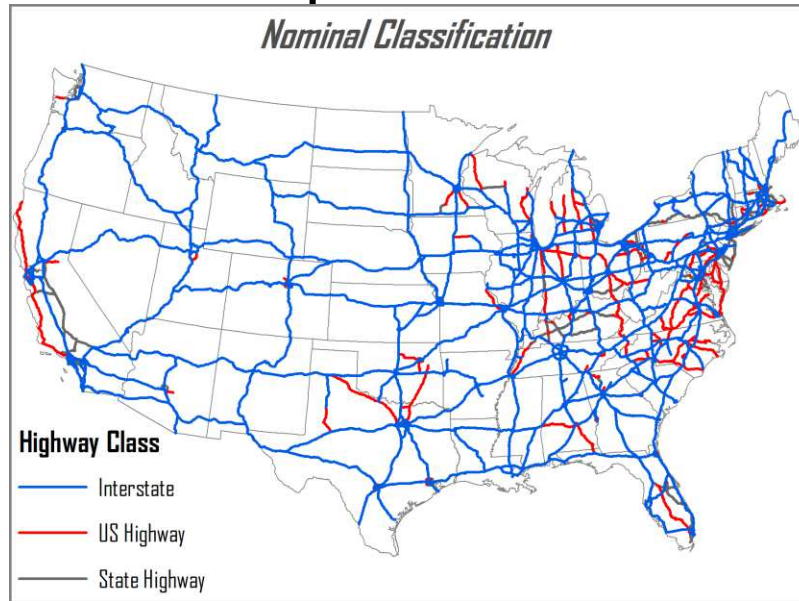 Nominal Classification
Highway Class
Interstate
US Highway
State Highway